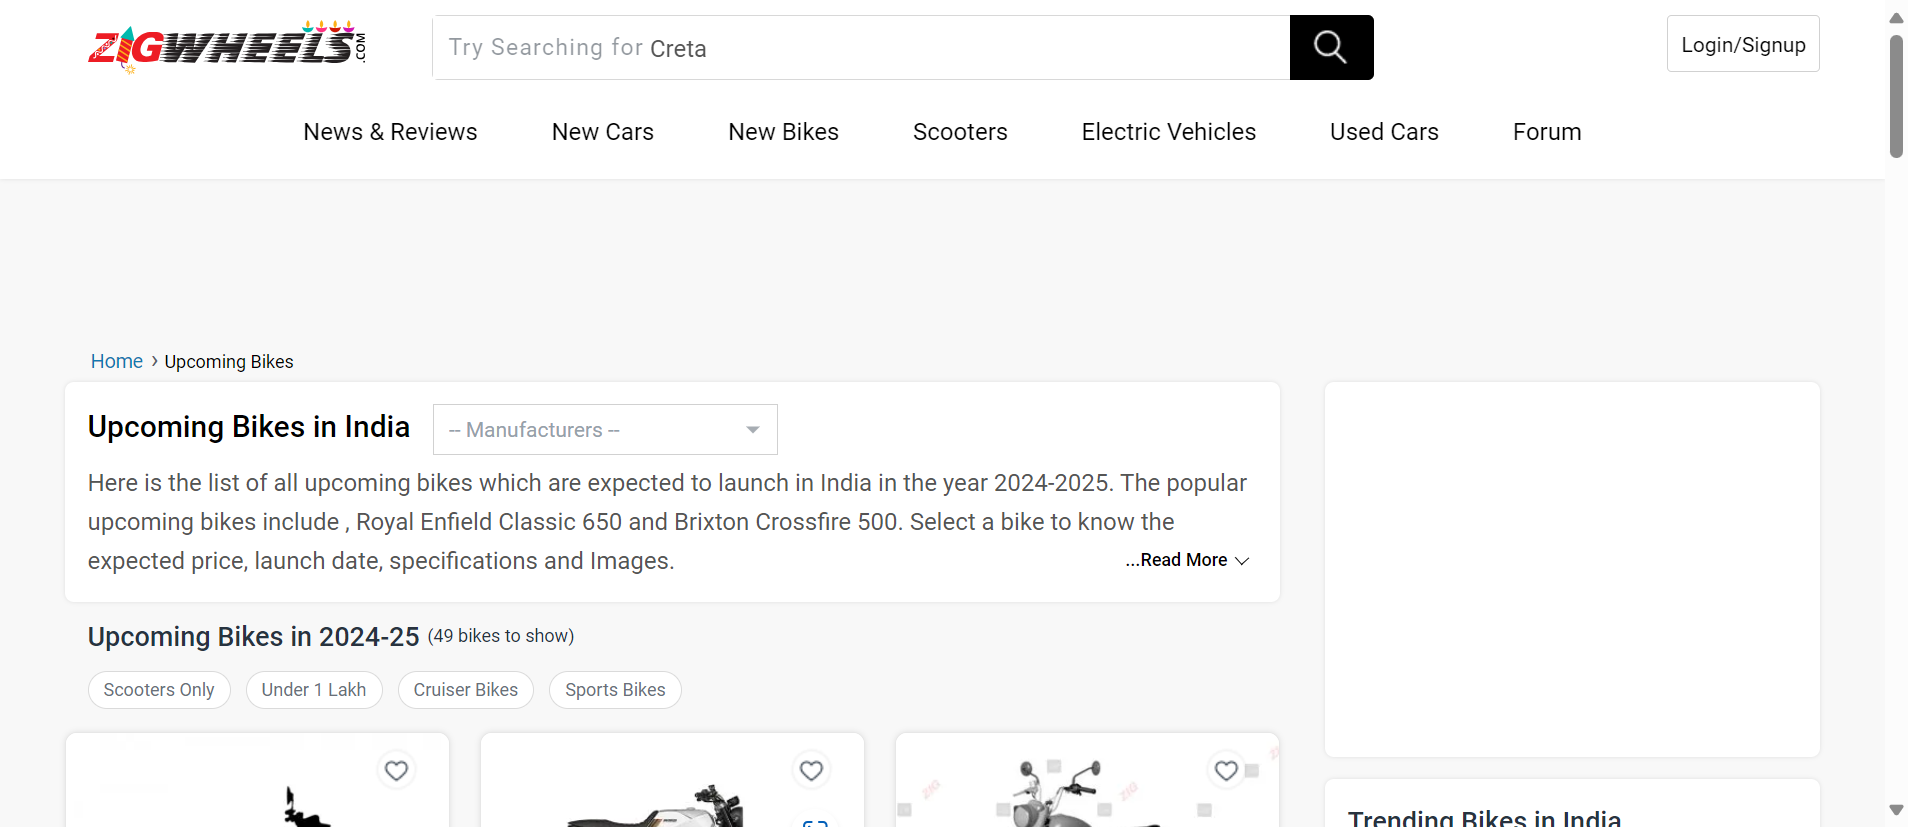 ZIGWHEELS.COM
Try Searching for Creta
Login/Signup
News & Reviews New Cars New Bikes Scooters Electric Vehicles Used Cars Forum
Home › Upcoming Bikes
Upcoming Bikes in India
-- Manufacturers --
Here is the list of all upcoming bikes which are expected to launch in India in the year 2024-2025. The popular
upcoming bikes include , Royal Enfield Classic 650 and Brixton Crossfire 500. Select a bike to know the
expected price, launch date, specifications and Images.
...Read More
Upcoming Bikes in 2024-25 (49 bikes to show)
Scooters Only Under 1 Lakh Cruiser Bikes Sports Bikes
ZIG
ZIG
Trending Bikes in India